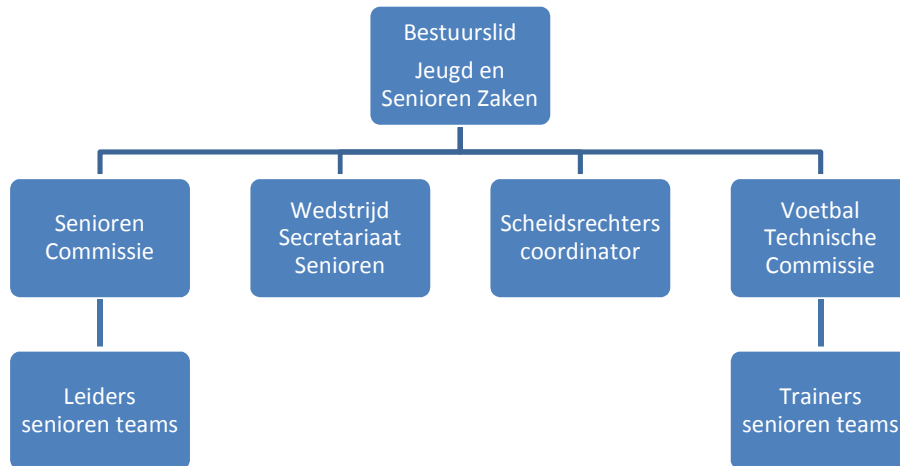 Bestuurslid
Jeugd en
Senioren Zaken
Senioren
Commissie
Wedstrijd
Secretariaat
Senioren
Scheidsrechters
coordinator
Voetbal
Technische
Commissie
Leiders
senioren teams
Trainers
senioren teams